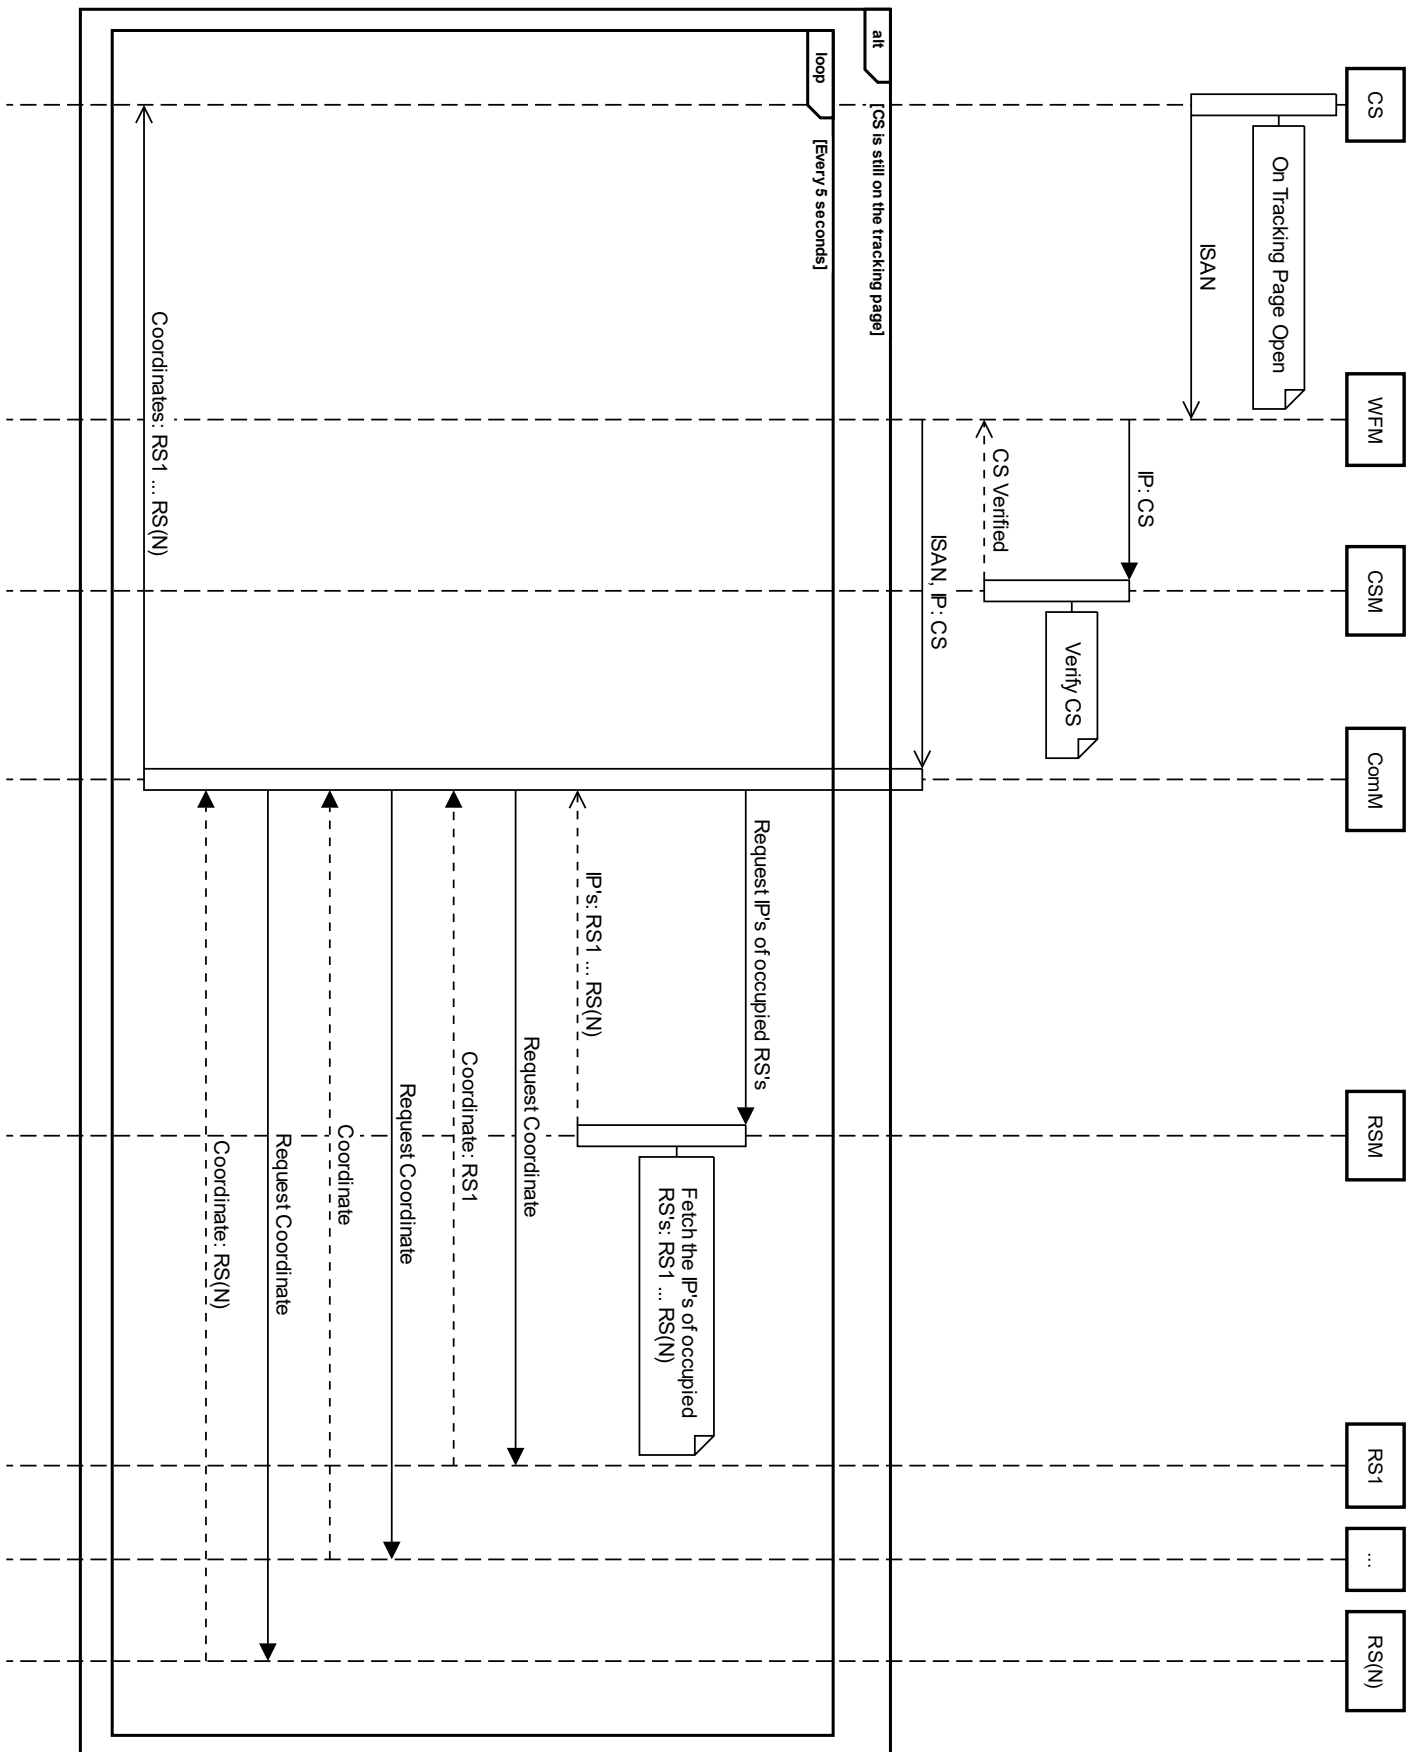 CS
WFM
CSM
ComM
RSM
RS1
...
RS(N)
On Tracking Page Open
ISAN
IP: CS
Verify CS
CS Verified
ISAN, IP: CS
alt
[CS is still on the tracking page]
loop
[Every 5 seconds]
Request IP's of occupied RS's
Fetch the IP's of occupied
RS's: RS1 ... RS(N)
IP's: RS1 ... RS(N)
Request Coordinate
Coordinate: RS1
Request Coordinate
Coordinate
Request Coordinate
Coordinate: RS(N)
Coordinates: RS1 ... RS(N)